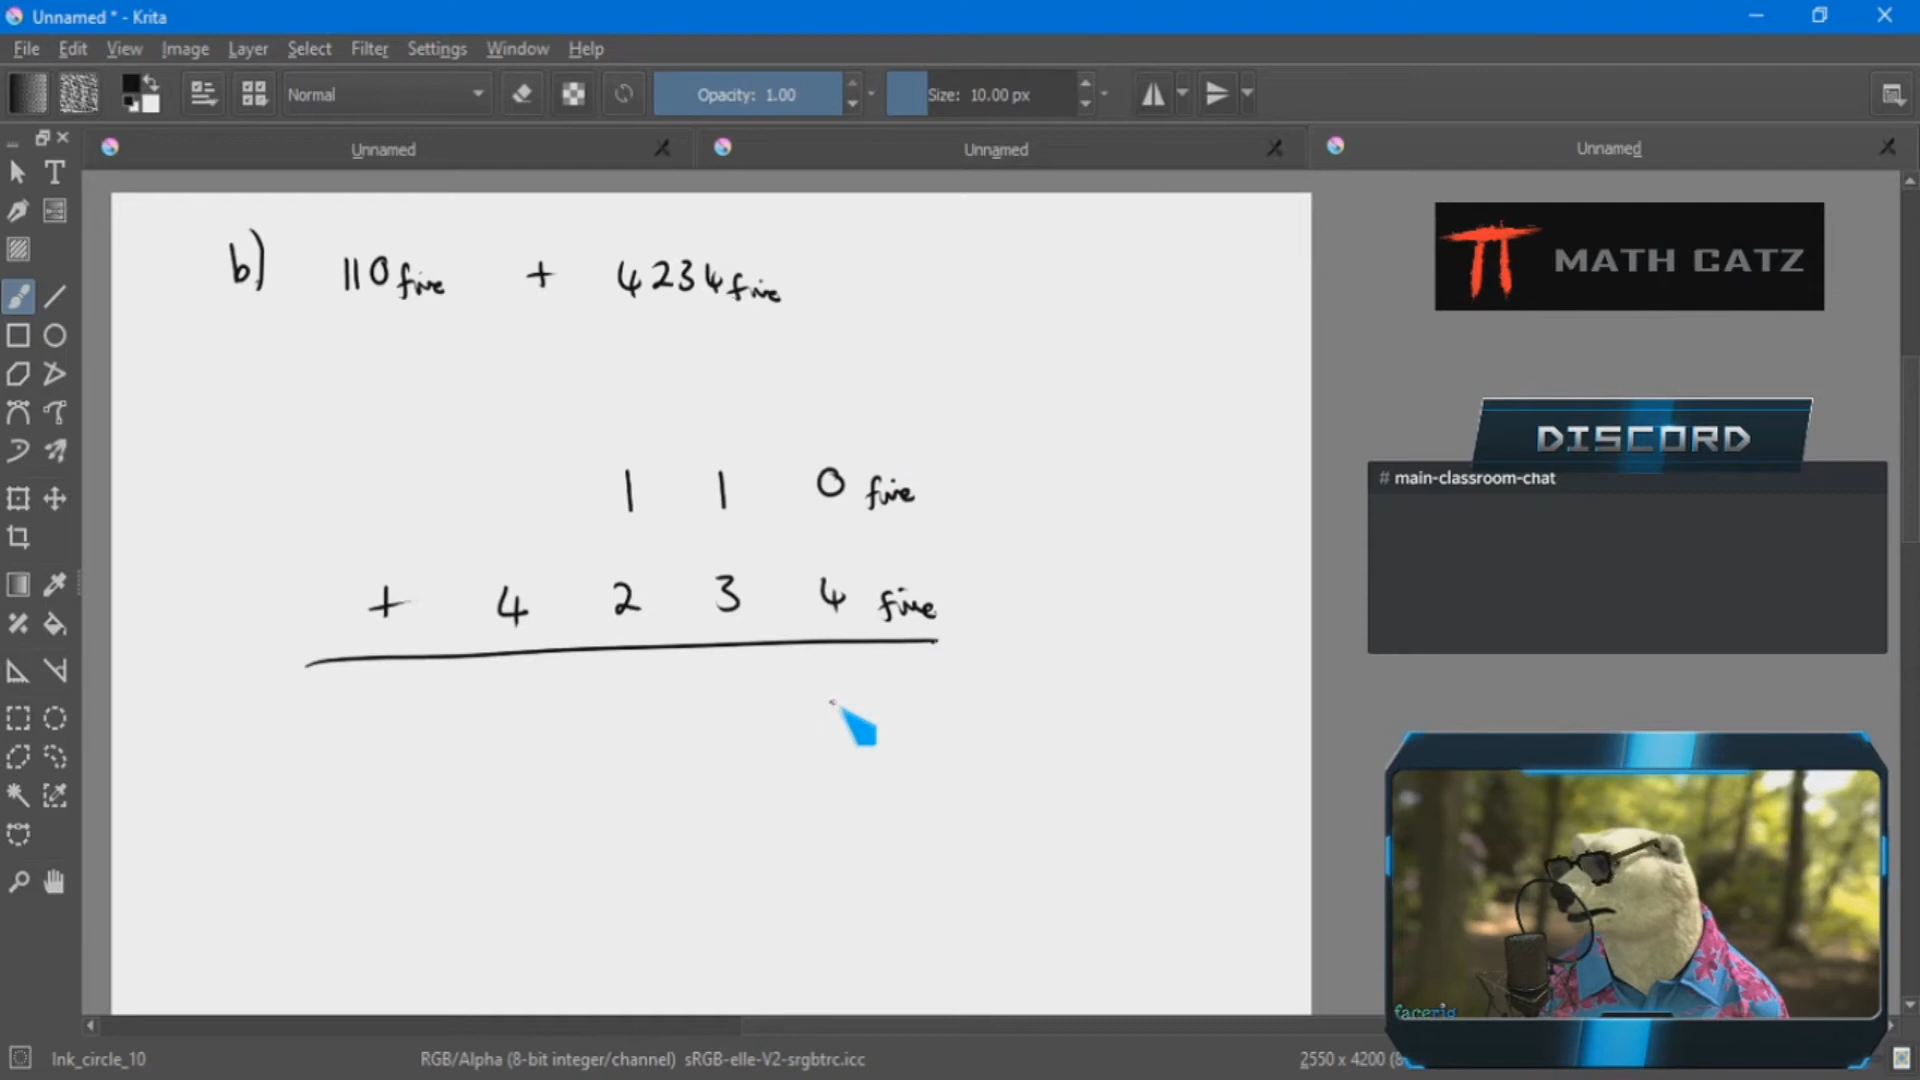 Unnamed * - Krita
File Edit View Image Layer Select Filter Settings Window Help
Normal Opacity: 1.00 Size: 10.00 px
Unnamed Unnamed Unnamed
b) 110five + 4234five
1 1 0 five
+ 4 2 3 4 five
π MATH CATZ
DISCORD
# main-classroom-chat
facerig
Ink_circle_10 RGB/Alpha (8-bit integer/channel) sRGB-elle-V2-srgbtrc.icc 2550 x 4200 (8